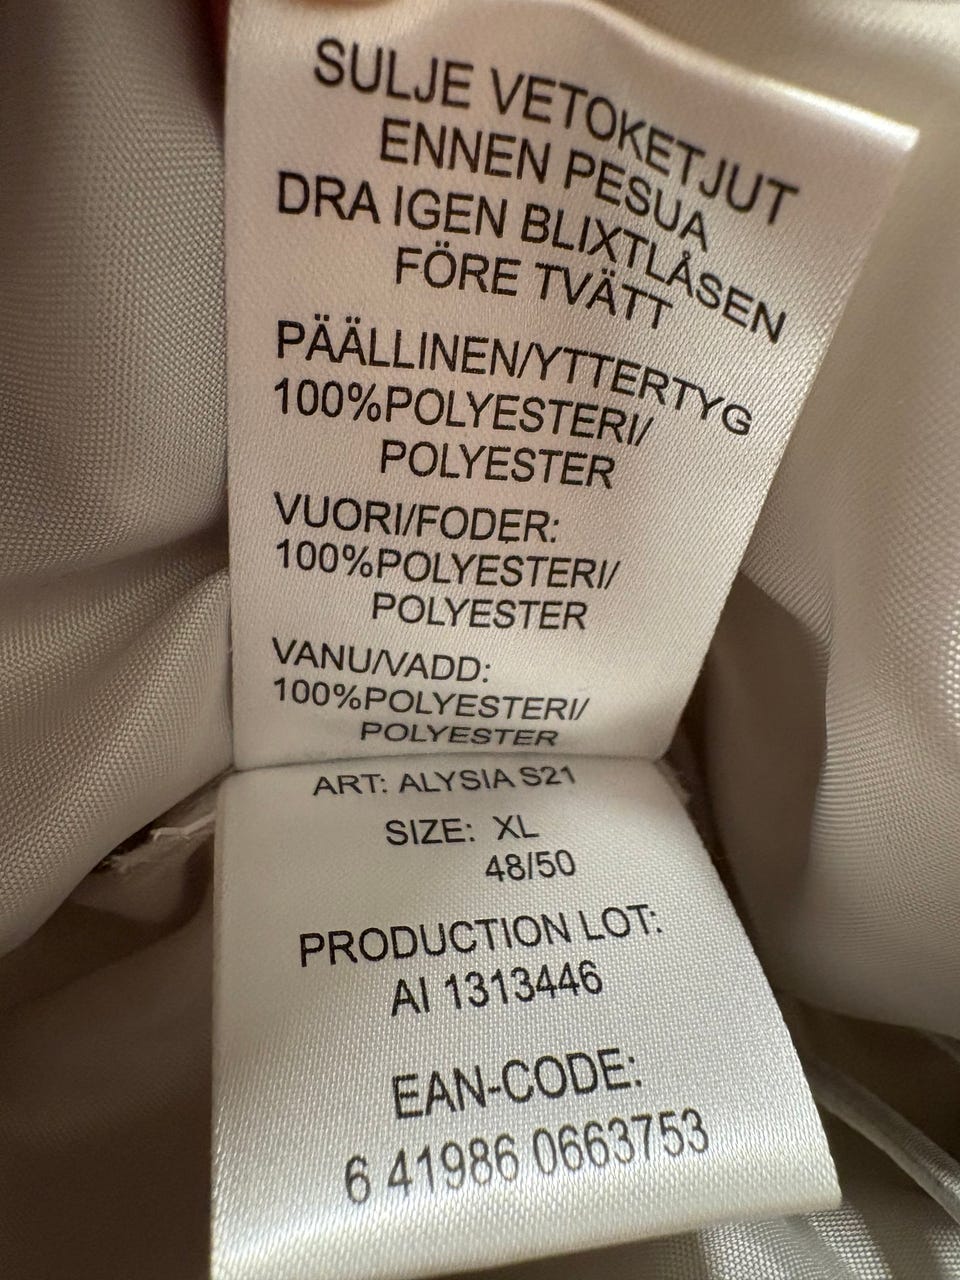 SULJE VETOKETJUT
ENNEN PESUA
DRA IGEN BLIXTLÅSEN
FÖRE TVÄTT
PÄÄLLINEN/YTTERTYG
100%POLYESTERI/
POLYESTER
VUORI/FODER:
100%POLYESTERI/
POLYESTER
VANU/VADD:
100%POLYESTERI/
POLYESTER
ART: ALYSIA S21
SIZE: XL
48/50
PRODUCTION LOT:
AI 1313446
EAN-CODE:
6 41986 0663753